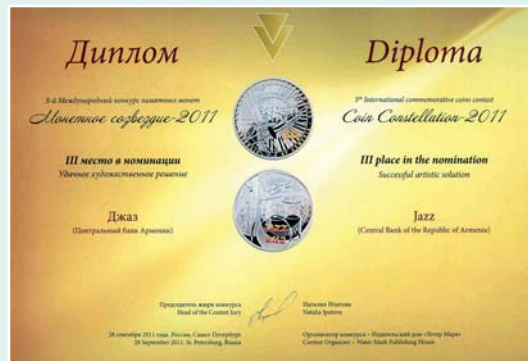 Диплом
5-й Международный конкурс памятных монет
Монетное созвездие-2011
III место в номинации
Удачное художественное решение
Джаз
(Центральный банк Армении)
Diploma
5th International commemorative coins contest
Coin Constellation-2011
III place in the nomination
Successful artistic solution
Jazz
(Central Bank of the Republic of Armenia)
JAZZ
Председатель жюри конкурса
Head of the Contest Jury
Наталия Ипатова
Natalia Ipatova
28 сентября 2011 года. Россия, Санкт-Петербург
28 September 2011. St. Petersburg, Russia
Организатор конкурса – Издательский дом «Уотер Марк»
Contest Organizer – Water Mark Publishing House